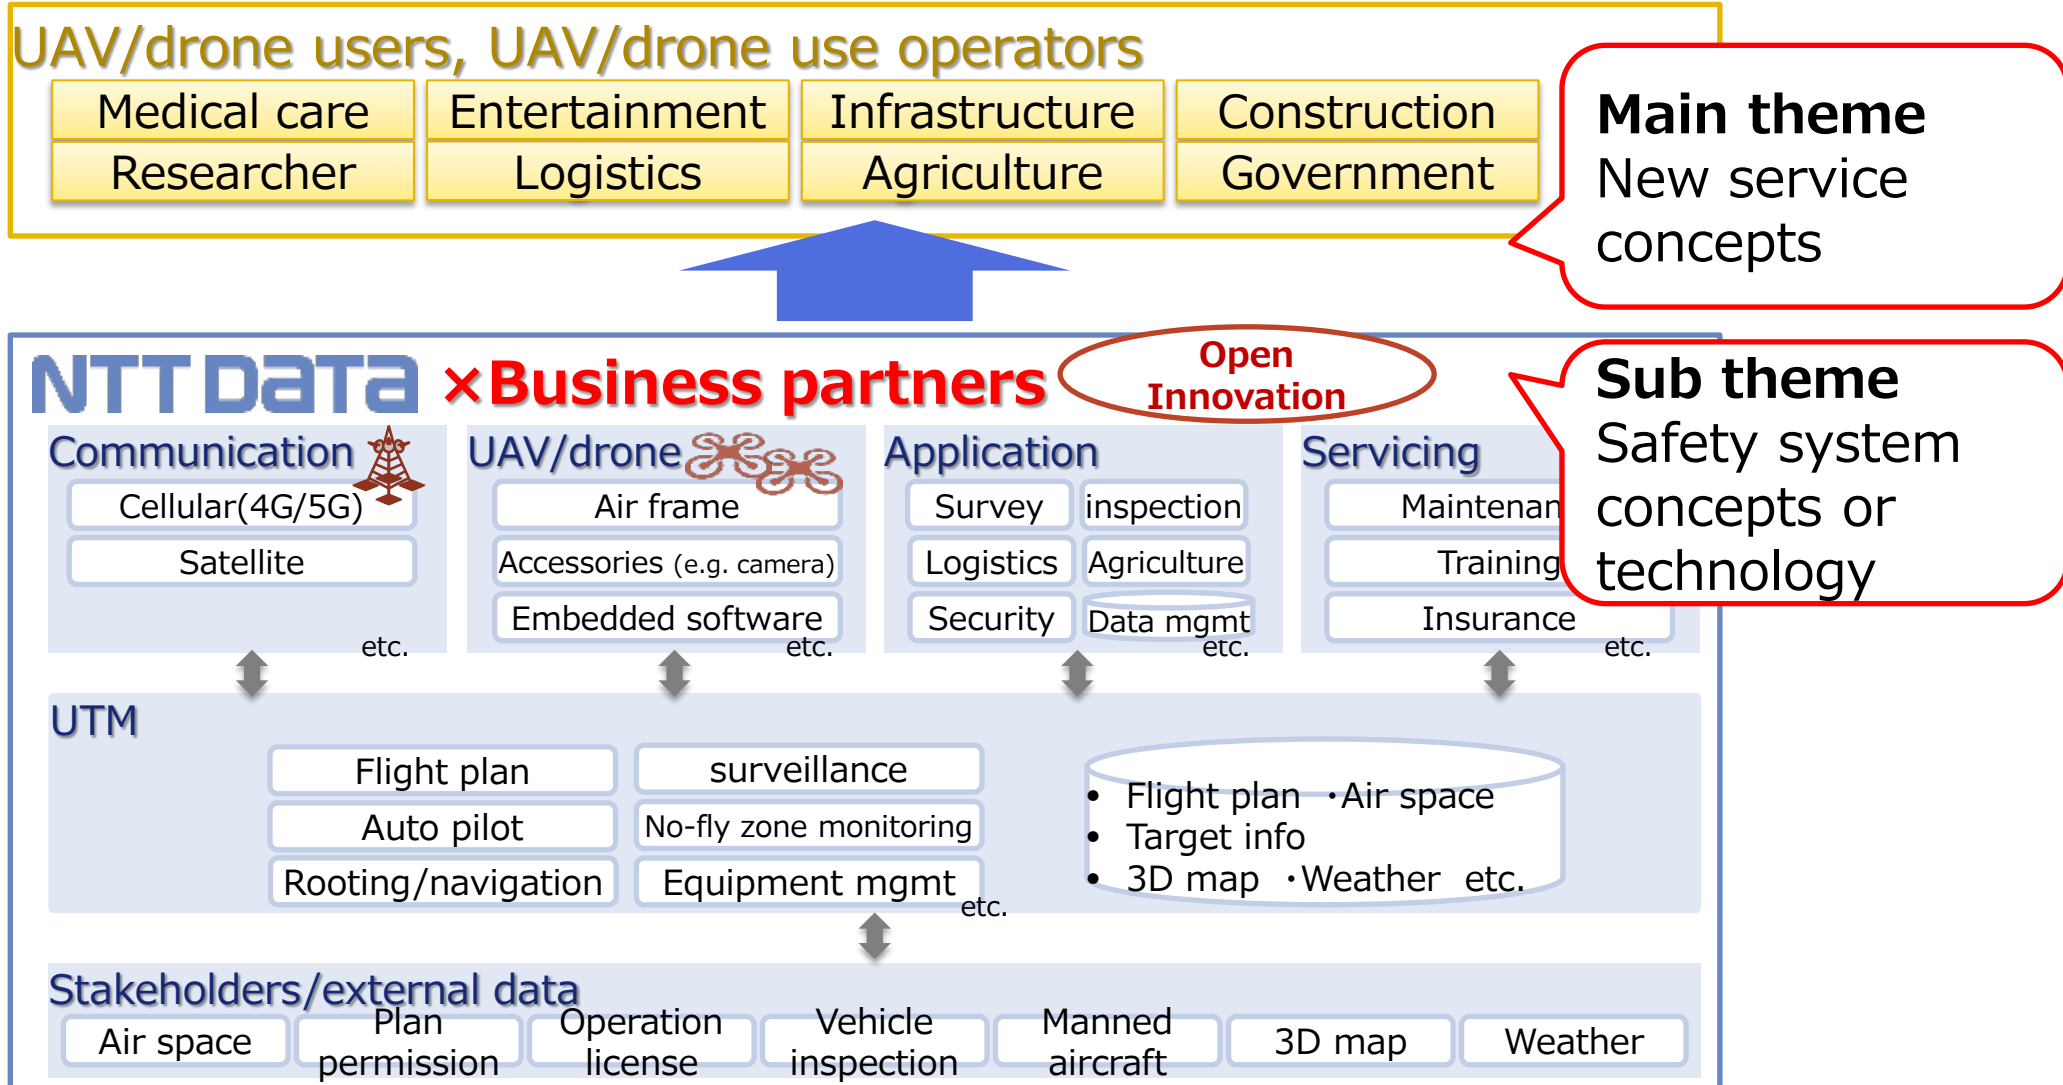 UAV/drone users, UAV/drone use operators
Medical care
Entertainment
Infrastructure
Construction
Researcher
Logistics
Agriculture
Government
Main theme
New service
concepts
NTT DATA
×Business partners
Open
Innovation
Sub theme
Safety system
concepts or
technology
Communication
Cellular(4G/5G)
Satellite
etc.
UAV/drone
Air frame
Accessories (e.g. camera)
Embedded software
etc.
Application
Survey
inspection
Logistics
Agriculture
Security
Data mgmt
etc.
Servicing
Maintenan
Training
Insurance
etc.
UTM
Flight plan
surveillance
Auto pilot
No-fly zone monitoring
Rooting/navigation
Equipment mgmt
etc.
• Flight plan ・Air space
• Target info
• 3D map ・Weather etc.
Stakeholders/external data
Air space
Plan
permission
Operation
license
Vehicle
inspection
Manned
aircraft
3D map
Weather